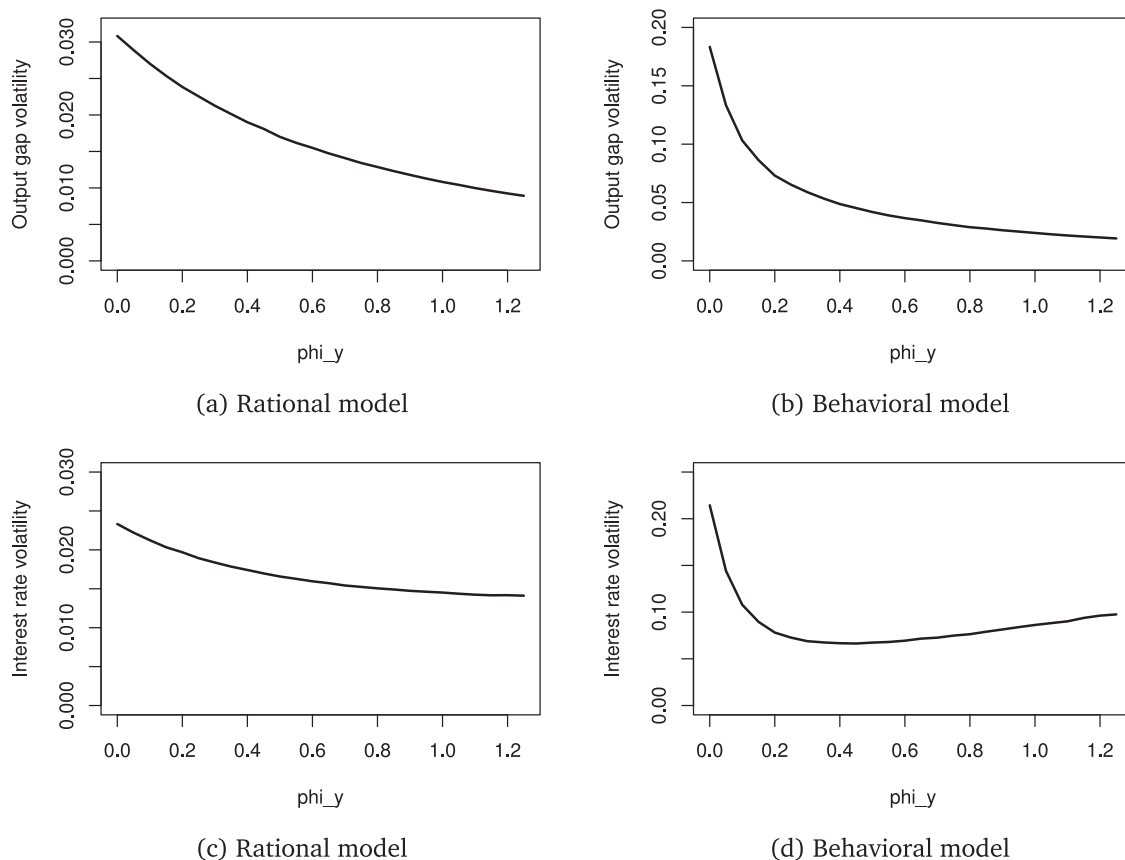 Output gap volatility
0.000 0.010 0.020 0.030
0.0 0.2 0.4 0.6 0.8 1.0 1.2
phi_y
(a) Rational model
Output gap volatility
0.00 0.05 0.10 0.15 0.20
0.0 0.2 0.4 0.6 0.8 1.0 1.2
phi_y
(b) Behavioral model
Interest rate volatility
0.000 0.010 0.020 0.030
0.0 0.2 0.4 0.6 0.8 1.0 1.2
phi_y
(c) Rational model
Interest rate volatility
0.00 0.10 0.20
0.0 0.2 0.4 0.6 0.8 1.0 1.2
phi_y
(d) Behavioral model